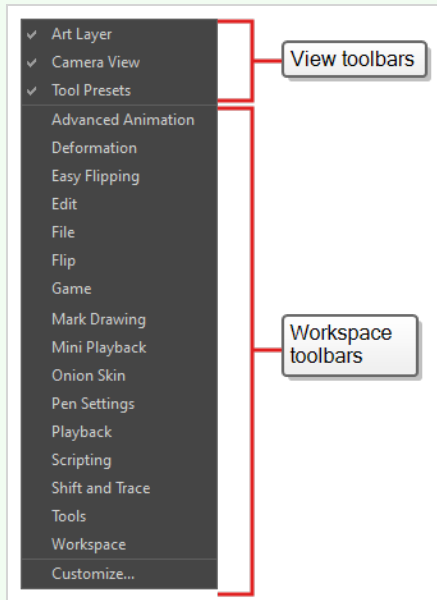 Art Layer
Camera View
Tool Presets
Advanced Animation
Deformation
Easy Flipping
Edit
File
Flip
Game
Mark Drawing
Mini Playback
Onion Skin
Pen Settings
Playback
Scripting
Shift and Trace
Tools
Workspace
Customize...
View toolbars
Workspace
toolbars